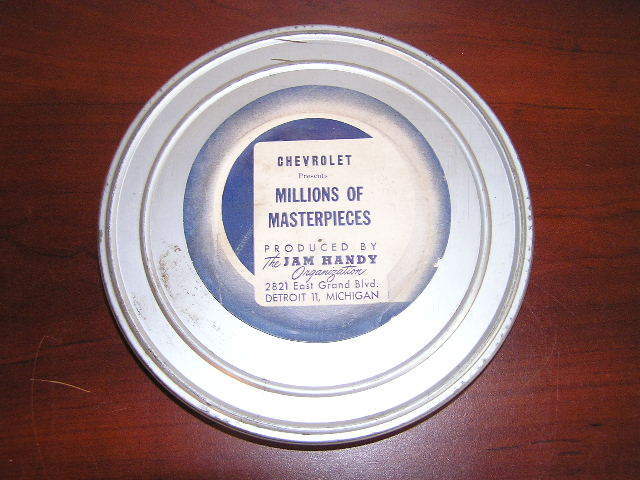 CHEVROLET
Presents
MILLIONS OF
MASTERPIECES
PRODUCED BY
The JAM HANDY
Organization
2821 East Grand Blvd.
DETROIT 11, MICHIGAN